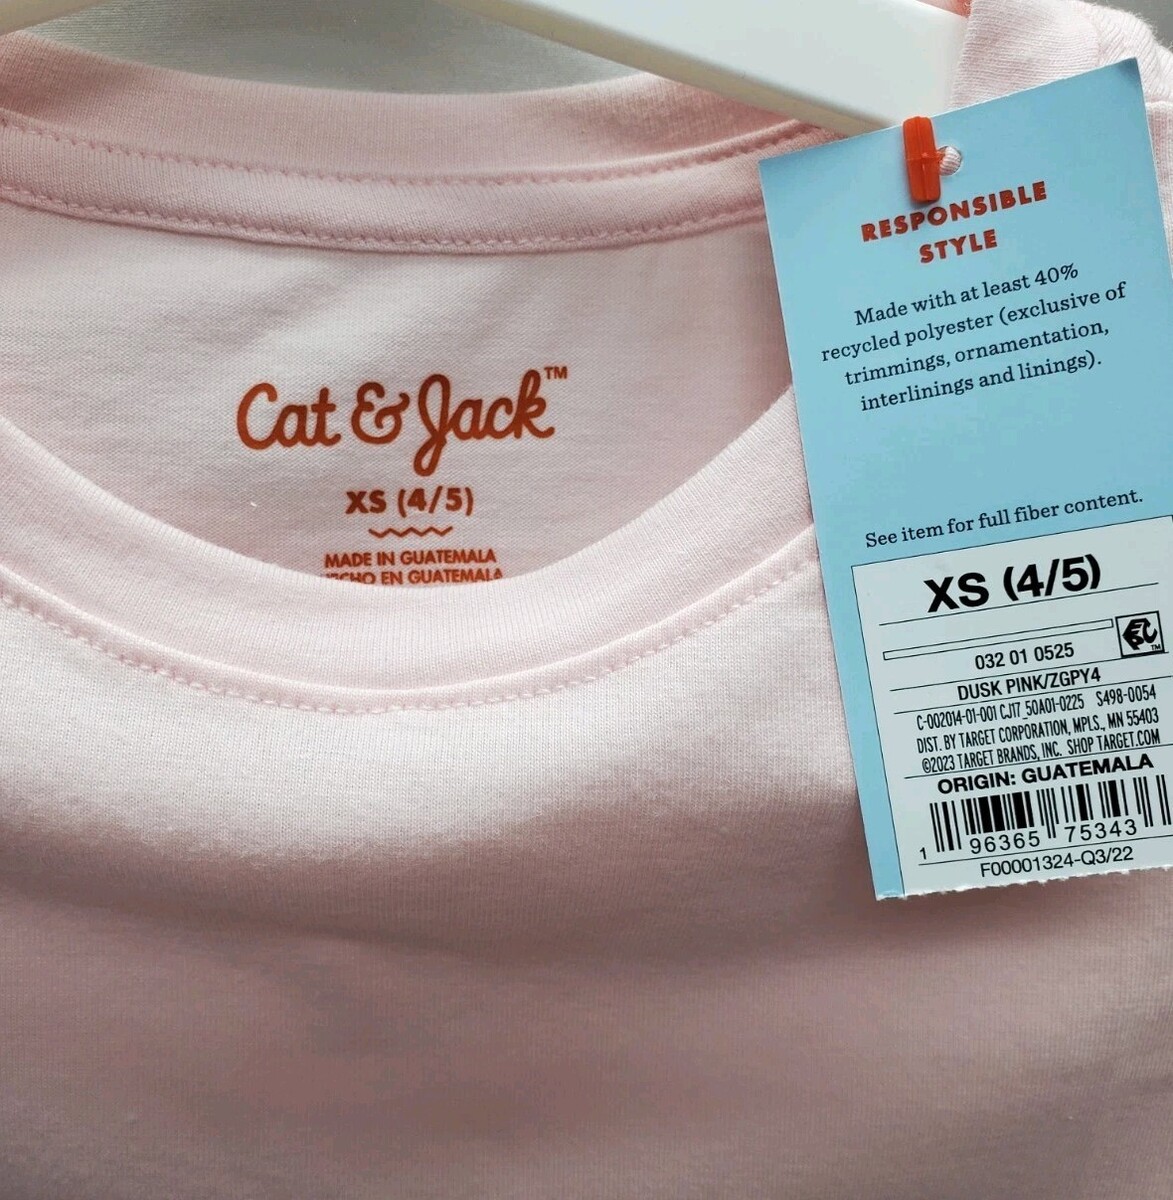 Cat & Jack™
XS (4/5)
MADE IN GUATEMALA
HECHO EN GUATEMALA
RESPONSIBLE
STYLE
Made with at least 40%
recycled polyester (exclusive of
trimmings, ornamentation,
interlinings and linings).
See item for full fiber content.
XS (4/5)
032 01 0525
DUSK PINK/ZGPY4
C-002014-01-001 CJ17_50A01-0225 S498-0054
DIST. BY TARGET CORPORATION, MPLS., MN 55403
©2023 TARGET BRANDS, INC. SHOP TARGET.COM
ORIGIN: GUATEMALA
1 96365 75343
F00001324-Q3/22